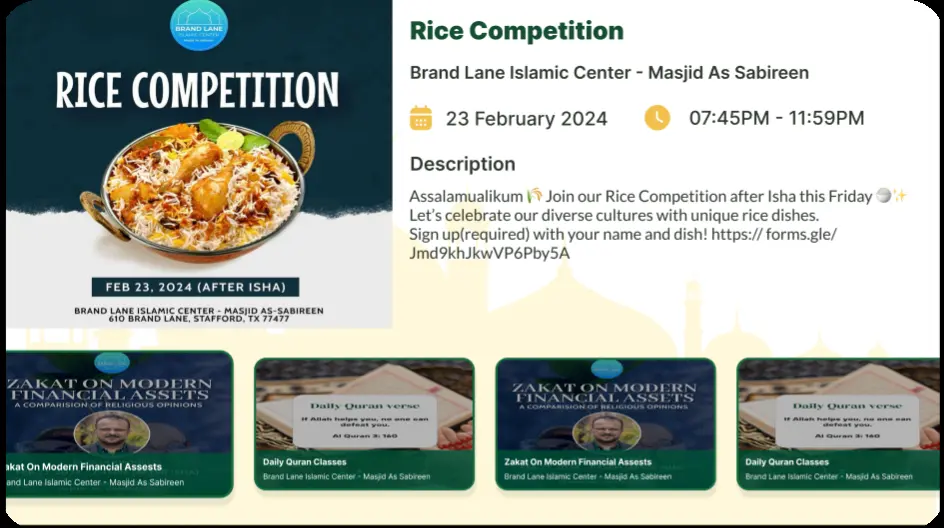 BRAND LANE
ISLAMIC CENTER
RICE COMPETITION
FEB 23, 2024 (AFTER ISHA)
BRAND LANE ISLAMIC CENTER - MASJID AS-SABIREEN
610 BRAND LANE, STAFFORD, TX 77477
Rice Competition
Brand Lane Islamic Center - Masjid As Sabireen
23 February 2024
07:45PM - 11:59PM
Description
Assalamualikum 🎊 Join our Rice Competition after Isha this Friday 🍚✨
Let's celebrate our diverse cultures with unique rice dishes.
Sign up(required) with your name and dish! https:// forms.gle/
Jmd9khJkwVP6Pby5A
ZAKAT ON MODERN
FINANCIAL ASSETS
A COMPARISION OF RELIGIOUS OPINIONS
akat On Modern Financial Assests
and Lane Islamic Center - Masjid As Sabireen
Daily Quran verse
If Allah helps you, no one can
defeat you.
Al Quran 3: 160
Daily Quran Classes
Brand Lane Islamic Center - Masjid As Sabireen
ZAKAT ON MODERN
FINANCIAL ASSETS
A COMPARISION OF RELIGIOUS OPINIONS
Zakat On Modern Financial Assests
Brand Lane Islamic Center - Masjid As Sabireen
Daily Quran verse
If Allah helps you, no one can
defeat you.
Al Quran 3: 160
Daily Quran Classes
Brand Lane Islamic Center - Masjid As Sabireen